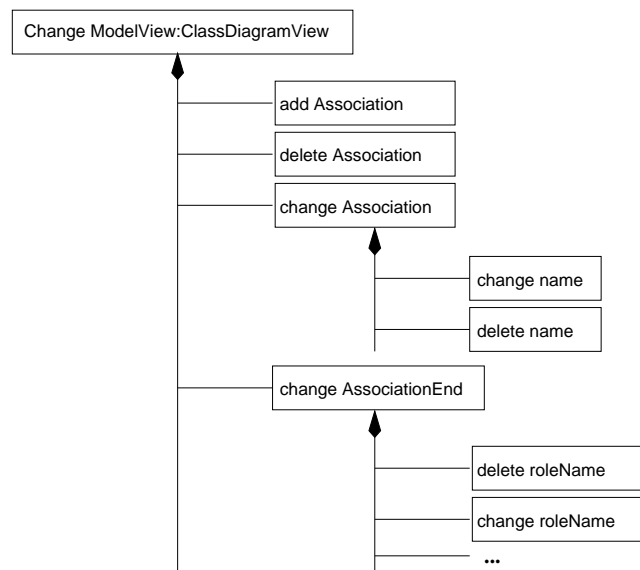 Change ModelView:ClassDiagramView
add Association
delete Association
change Association
change name
delete name
change AssociationEnd
delete roleName
change roleName
...